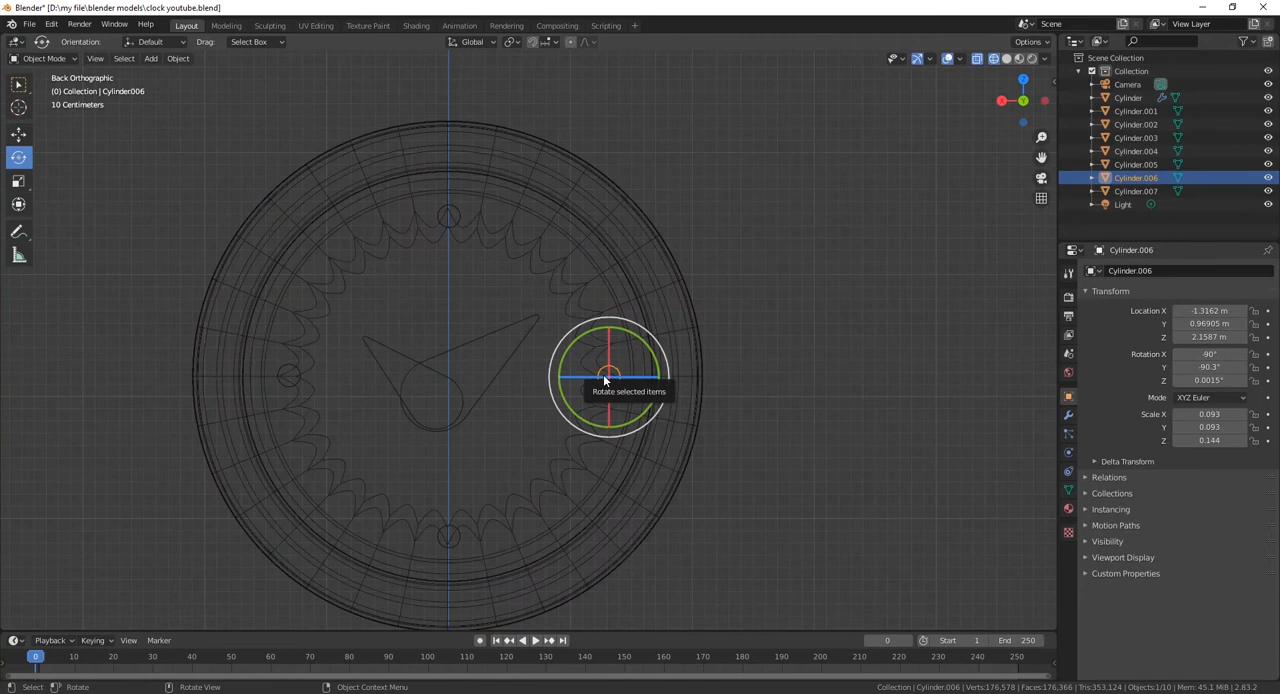 Blender* [D:\my file\blender models\clock youtube.blend]
File Edit Render Window Help Layout Modeling Sculpting UV Editing Texture Paint Shading Animation Rendering Compositing Scripting + Scene View Layer
Orientation: Default Drag: Select Box Global Options
Object Mode View Select Add Object
Back Orthographic
(0) Collection | Cylinder.006
10 Centimeters
Z
X Y
Rotate selected items
Scene Collection
Collection
Camera
Cylinder
Cylinder.001
Cylinder.002
Cylinder.003
Cylinder.004
Cylinder.005
Cylinder.006
Cylinder.007
Light
Cylinder.006
Cylinder.006
Transform
Location X -1.3162 m
Y 0.96905 m
Z 2.1587 m
Rotation X -90°
Y -90.3°
Z 0.0015°
Mode XYZ Euler
Scale X 0.093
Y 0.093
Z 0.144
Delta Transform
Relations
Collections
Instancing
Motion Paths
Visibility
Viewport Display
Custom Properties
Playback Keying View Marker 0 Start 1 End 250
0 10 20 30 40 50 60 70 80 90 100 110 120 130 140 150 160 170 180 190 200 210 220 230 240 250
Select Rotate Rotate View Object Context Menu Collection | Cylinder.006 | Verts:176,578 | Faces:176,366 | Tris:353,124 | Objects:1/10 | Mem: 45.1 MiB | 2.83.2